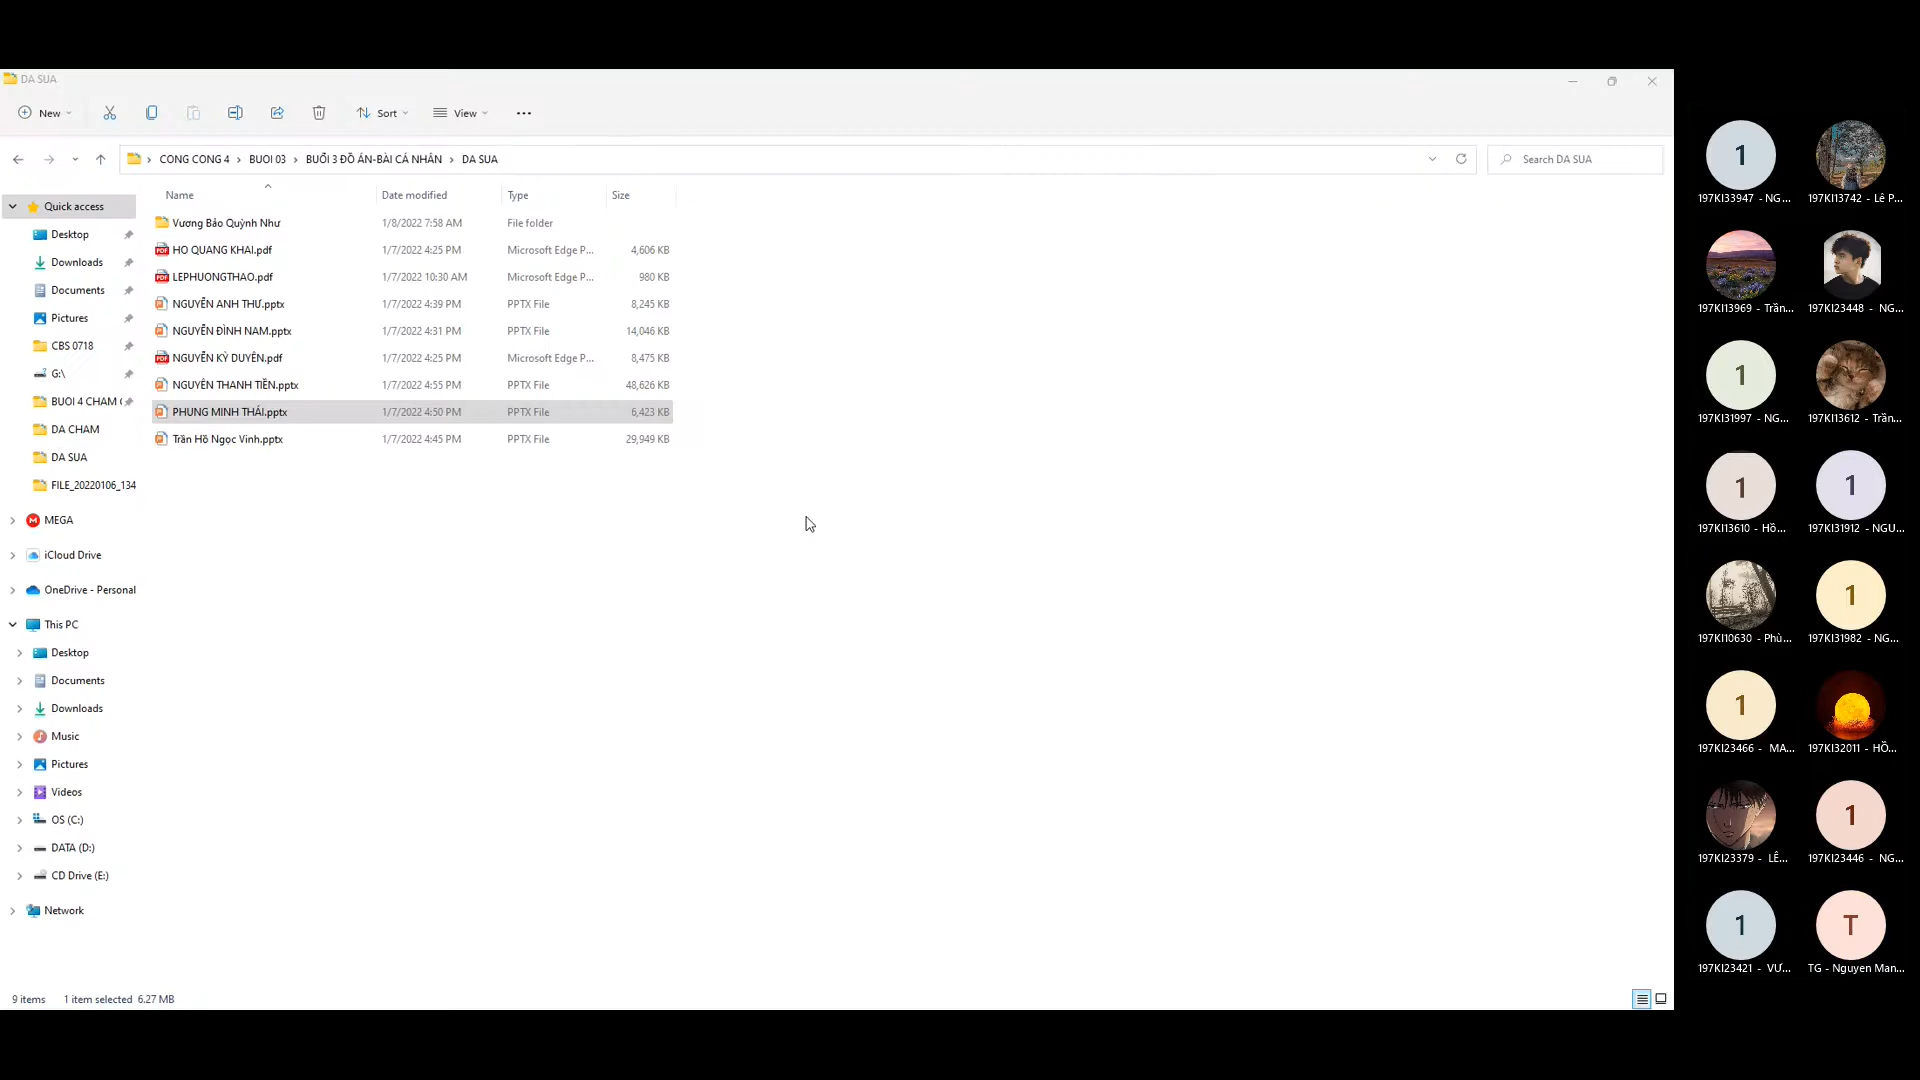 DA SUA
New
Sort
View
CONG CONG 4 › BUOI 03 › BUỔI 3 ĐỒ ÁN-BÀI CÁ NHÂN › DA SUA
Search DA SUA
Name Date modified Type Size
Vương Bảo Quỳnh Như 1/8/2022 7:58 AM File folder
HO QUANG KHAI.pdf 1/7/2022 4:25 PM Microsoft Edge P... 4,606 KB
LEPHUONGTHAO.pdf 1/7/2022 10:30 AM Microsoft Edge P... 980 KB
NGUYỄN ANH THƯ.pptx 1/7/2022 4:39 PM PPTX File 8,245 KB
NGUYỄN ĐÌNH NAM.pptx 1/7/2022 4:31 PM PPTX File 14,046 KB
NGUYỄN KỲ DUYÊN.pdf 1/7/2022 4:25 PM Microsoft Edge P... 8,475 KB
NGUYÊN THANH TIẾN.pptx 1/7/2022 4:55 PM PPTX File 48,626 KB
PHUNG MINH THÁI.pptx 1/7/2022 4:50 PM PPTX File 6,423 KB
Trần Hồ Ngọc Vinh.pptx 1/7/2022 4:45 PM PPTX File 29,949 KB
Quick access
Desktop
Downloads
Documents
Pictures
CBS 0718
G:\
BUOI 4 CHAM (
DA CHAM
DA SUA
FILE_20220106_134
MEGA
iCloud Drive
OneDrive - Personal
This PC
Desktop
Documents
Downloads
Music
Pictures
Videos
OS (C:)
DATA (D:)
CD Drive (E:)
Network
9 items 1 item selected 6.27 MB
1
197KI33947 - NG... 197KI13742 - Lê P...
197KI13969 - Trần... 197KI23448 - NG...
1
197KI31997 - NG... 197KI13612 - Trần...
1 1
197KI13610 - Hồ... 197KI31912 - NGU...
1
197KI10630 - Phù... 197KI31982 - NG...
1
197KI23466 - MA... 197KI32011 - HỒ...
1
197KI23379 - LÊ... 197KI23446 - NG...
1 T
197KI23421 - VƯ... TG - Nguyen Man...